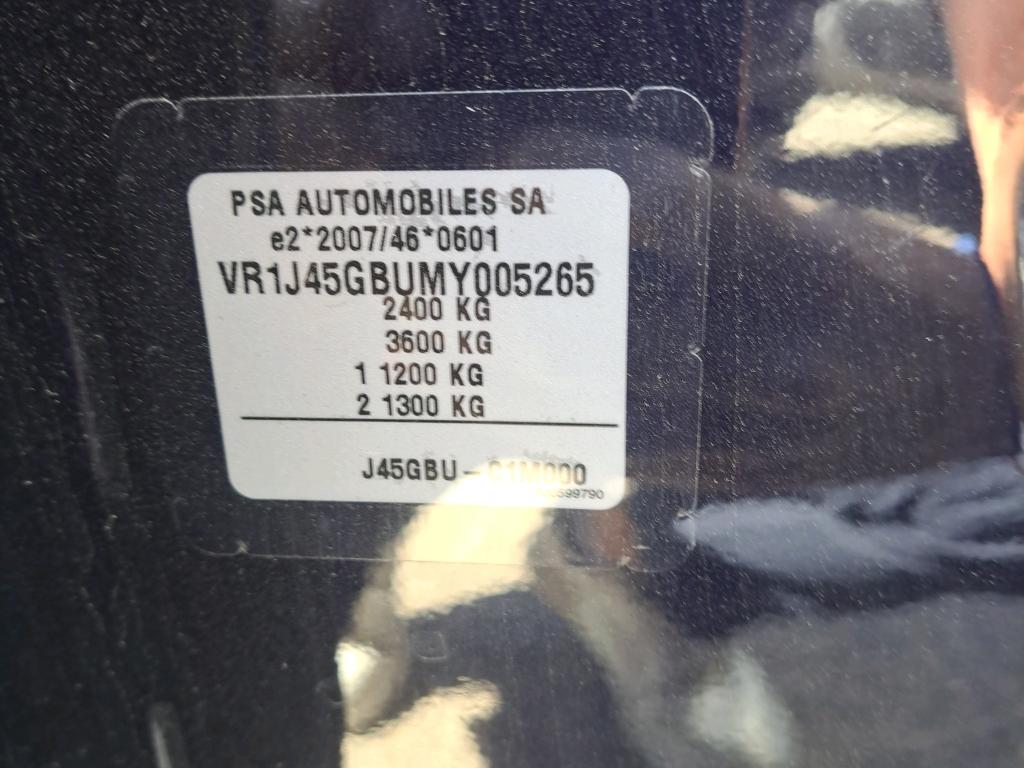 PSA AUTOMOBILES SA
e2*2007/46*0601
VR1J45GBUMY005265
2400 KG
3600 KG
1 1200 KG
2 1300 KG
J45GBU-C1M000